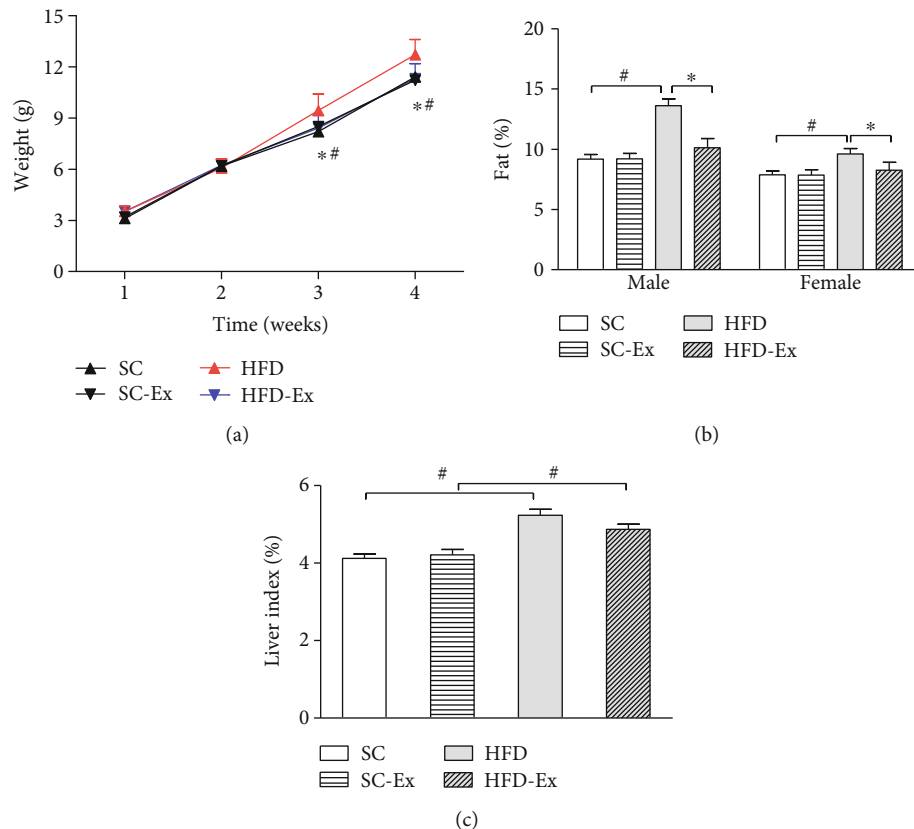 15
12
9
6
3
0
Weight (g)
* #
* #
1 2 3 4
Time (weeks)
SC HFD
SC-Ex HFD-Ex
(a)
20
15
10
5
0
Fat (%)
# *
# *
Male Female
SC HFD
SC-Ex HFD-Ex
(b)
6
4
2
0
Liver index (%)
# #
SC HFD
SC-Ex HFD-Ex
(c)